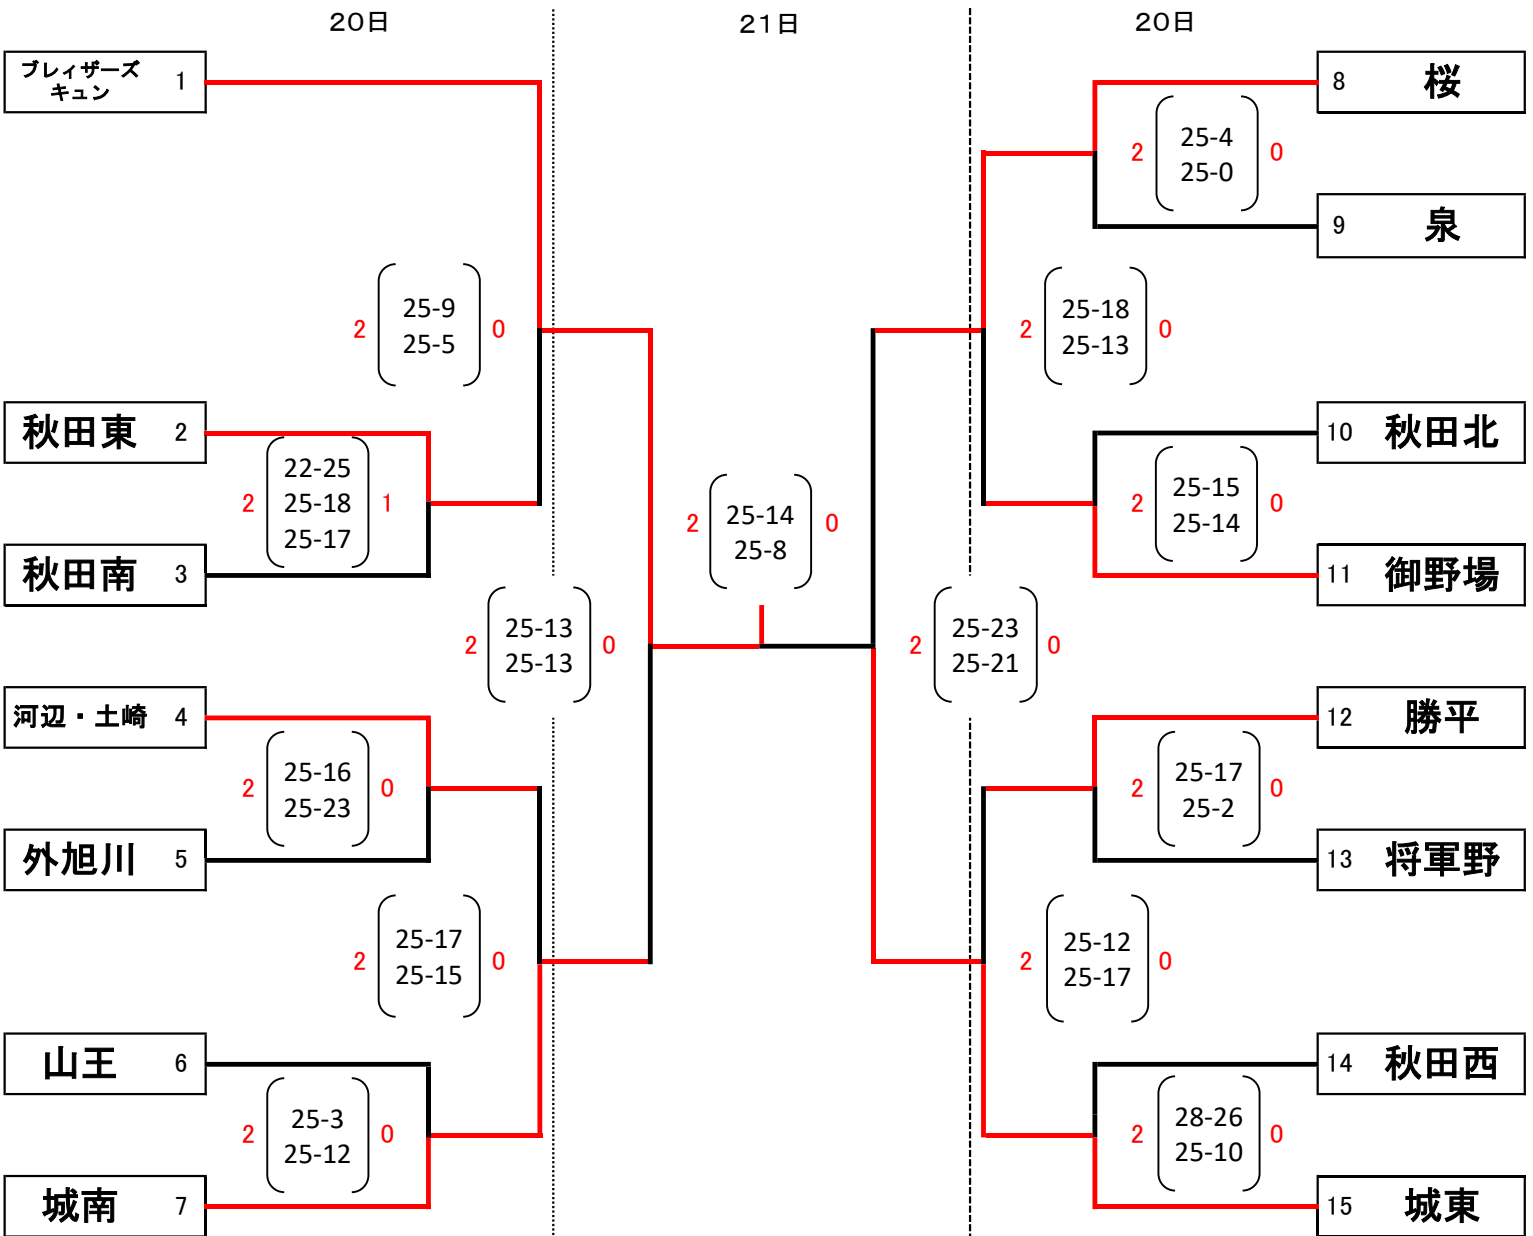 20日
21日
20日
ブレイザーズ
キュン 1
2 25-9 0
25-5
秋田東 2
22-25
2 25-18 1
25-17
秋田南 3
2 25-13 0
25-13
河辺・土崎 4
2 25-16 0
25-23
外旭川 5
2 25-17 0
25-15
山王 6
2 25-3 0
25-12
城南 7
2 25-14 0
25-8
8 桜
2 25-4 0
25-0
9 泉
2 25-18 0
25-13
10 秋田北
2 25-15 0
25-14
11 御野場
2 25-23 0
25-21
12 勝平
2 25-17 0
25-2
13 将軍野
2 25-12 0
25-17
14 秋田西
2 28-26 0
25-10
15 城東